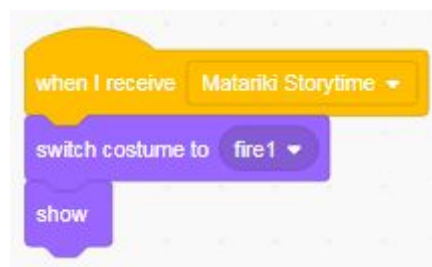 when I receive Matariki Storytime
switch costume to fire1
show